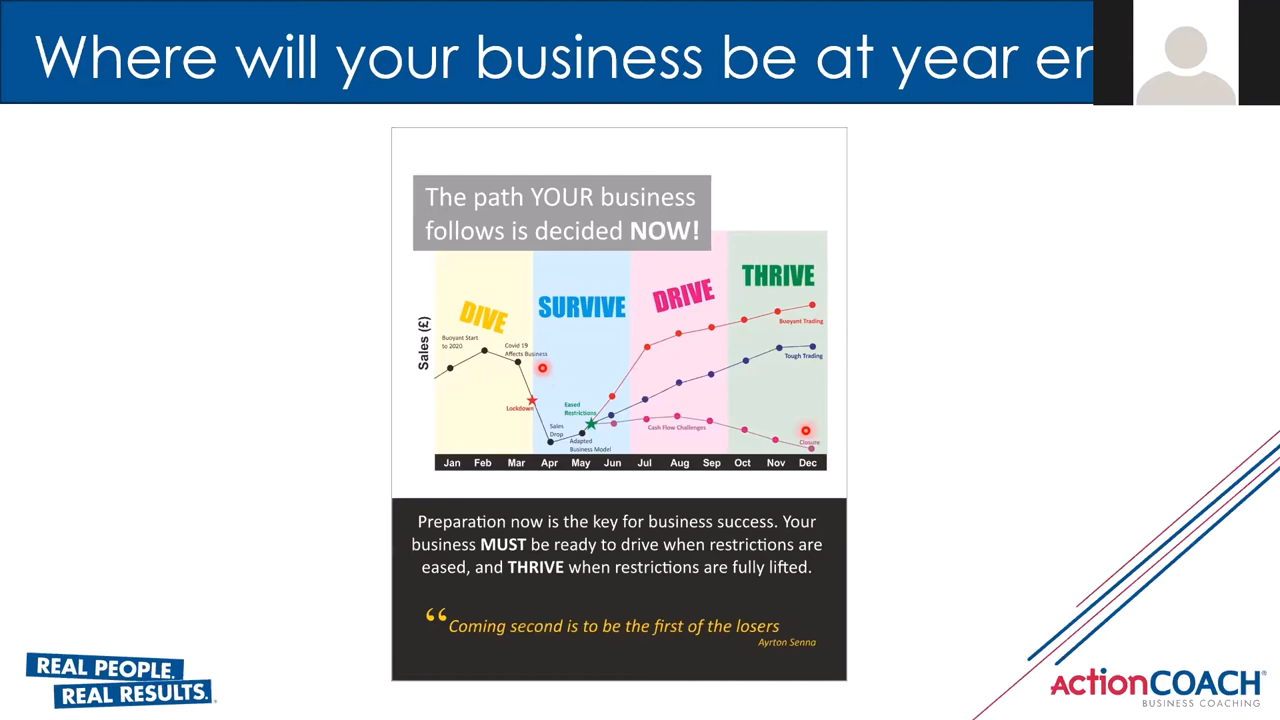 Where will your business be at year
The path YOUR business
follows is decided NOW!
DIVE
SURVIVE
DRIVE
THRIVE
Sales (£)
Buoyant Start
to 2020
Covid 19
Affects Business
Lockdown
Sales
Drop
Eased
Restrictions
Adapted
Business Model
Buoyant Trading
Tough Trading
Cash Flow Challenges
Closure
Jan Feb Mar Apr May Jun Jul Aug Sep Oct Nov Dec
Preparation now is the key for business success. Your
business MUST be ready to drive when restrictions are
eased, and THRIVE when restrictions are fully lifted.
“Coming second is to be the first of the losers
Ayrton Senna
REAL PEOPLE.
REAL RESULTS.
ActionCOACH®
BUSINESS COACHING